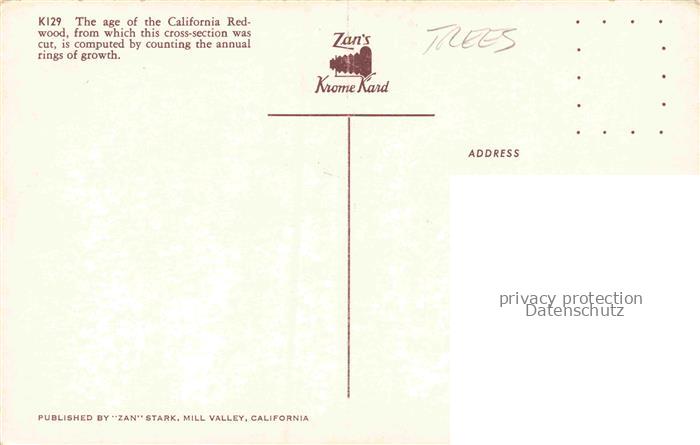 K129 The age of the California Red-
wood, from which this cross-section was
cut, is computed by counting the annual
rings of growth.
Zan's
Krome Kard
TREES
ADDRESS
privacy protection
Datenschutz
PUBLISHED BY "ZAN" STARK, MILL VALLEY, CALIFORNIA